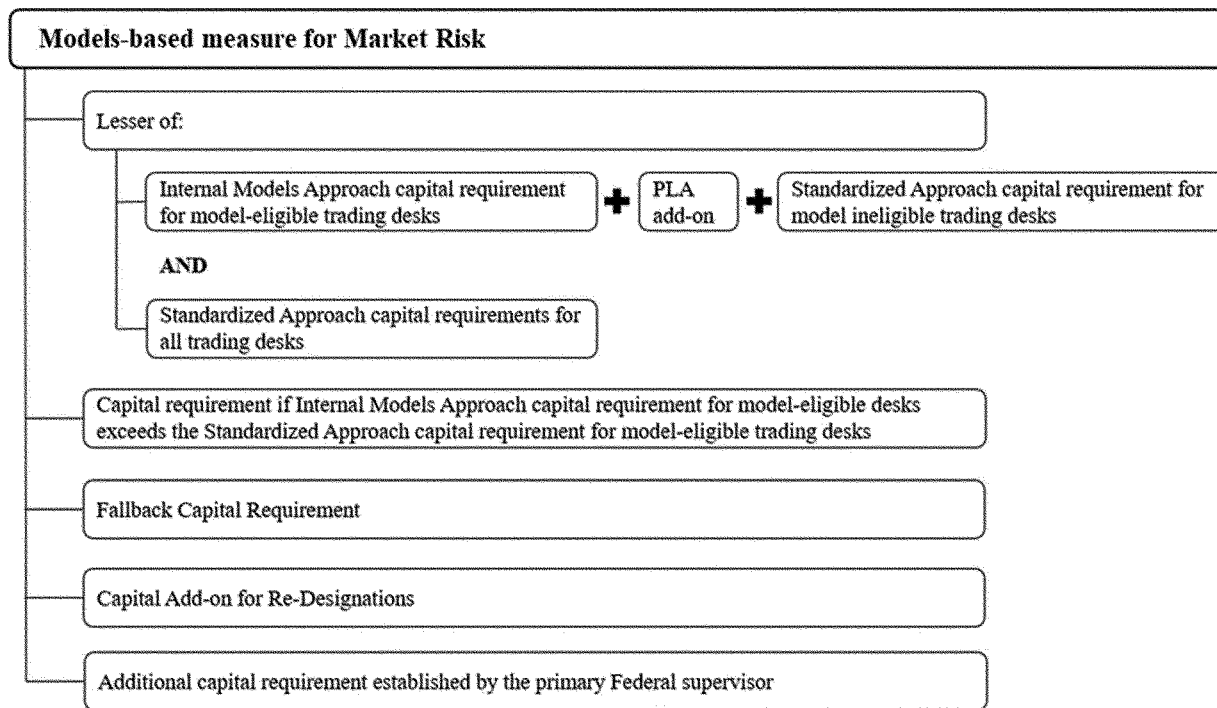 Models-based measure for Market Risk
Lesser of:
Internal Models Approach capital requirement
for model-eligible trading desks
PLA
add-on
Standardized Approach capital requirement for
model ineligible trading desks
AND
Standardized Approach capital requirements for
all trading desks
Capital requirement if Internal Models Approach capital requirement for model-eligible desks
exceeds the Standardized Approach capital requirement for model-eligible trading desks
Fallback Capital Requirement
Capital Add-on for Re-Designations
Additional capital requirement established by the primary Federal supervisor